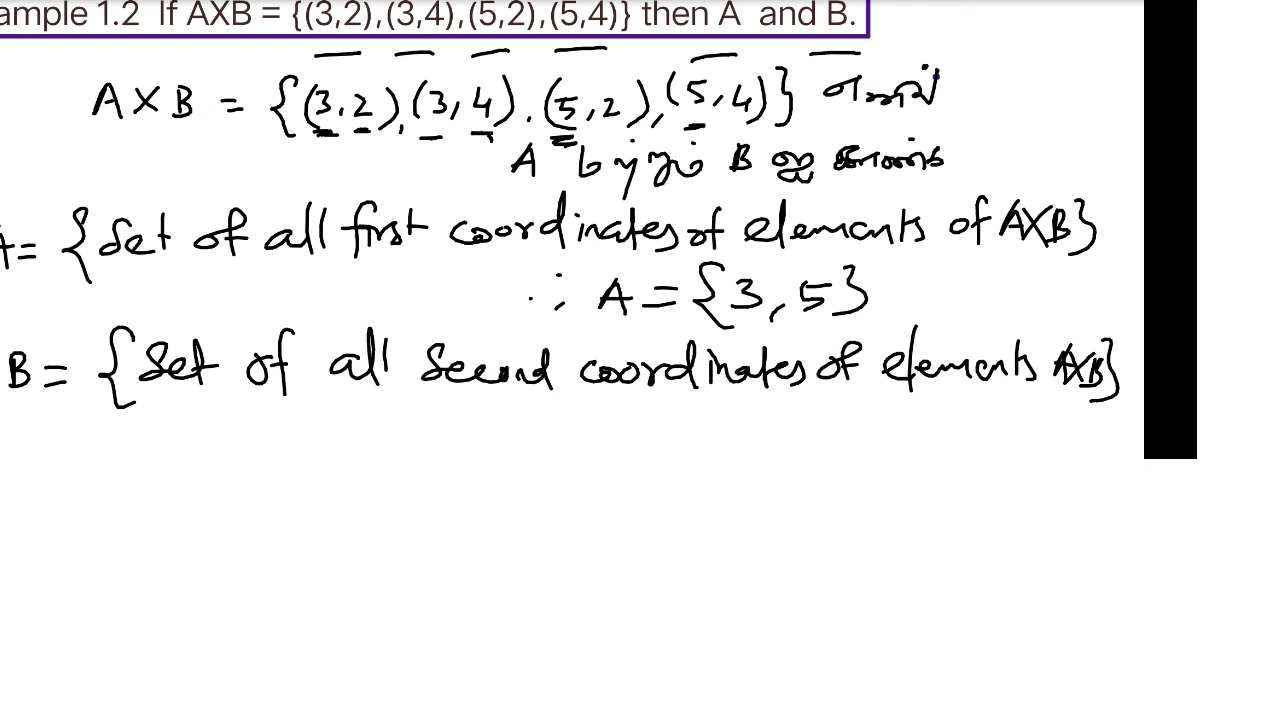 ample 1.2 If AXB = {(3,2),(3,4),(5,2),(5,4)} then A and B.
A X B = {(3,2),(3,4).(5,2),(5,4)} எனில்
A மற்றும் B ஐ காண்க
A= {Set of all first coordinates of elements of AXB}
∴ A = {3,5}
B = {Set of all Second coordinates of elements AXB}